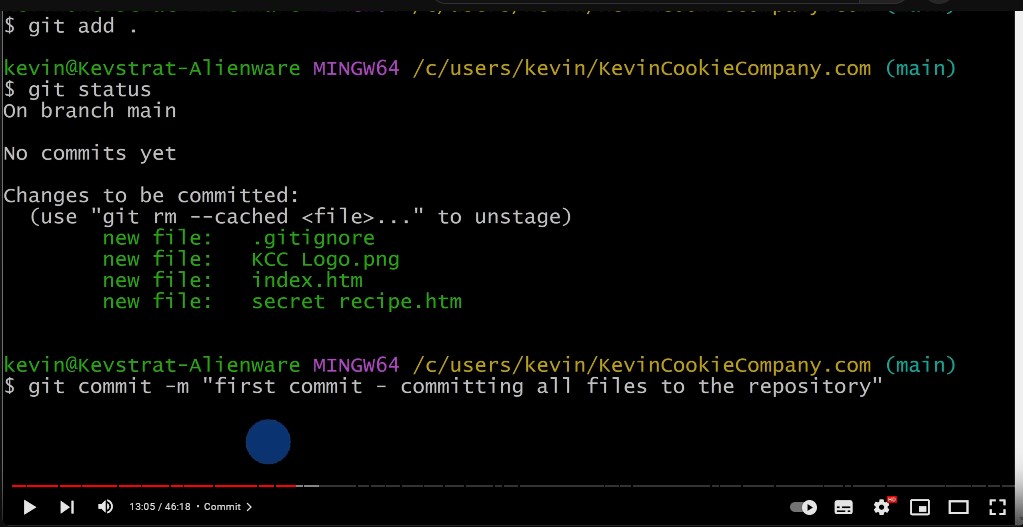 $ git add .
kevin@Kevstrat-Alienware MINGW64 /c/users/kevin/KevinCookieCompany.com (main)
$ git status
On branch main
No commits yet
Changes to be committed:
(use "git rm --cached <file>..." to unstage)
new file: .gitignore
new file: KCC Logo.png
new file: index.htm
new file: secret recipe.htm
kevin@Kevstrat-Alienware MINGW64 /c/users/kevin/KevinCookieCompany.com (main)
$ git commit -m "first commit - committing all files to the repository"
13:05 / 46:18 • Commit >
HD